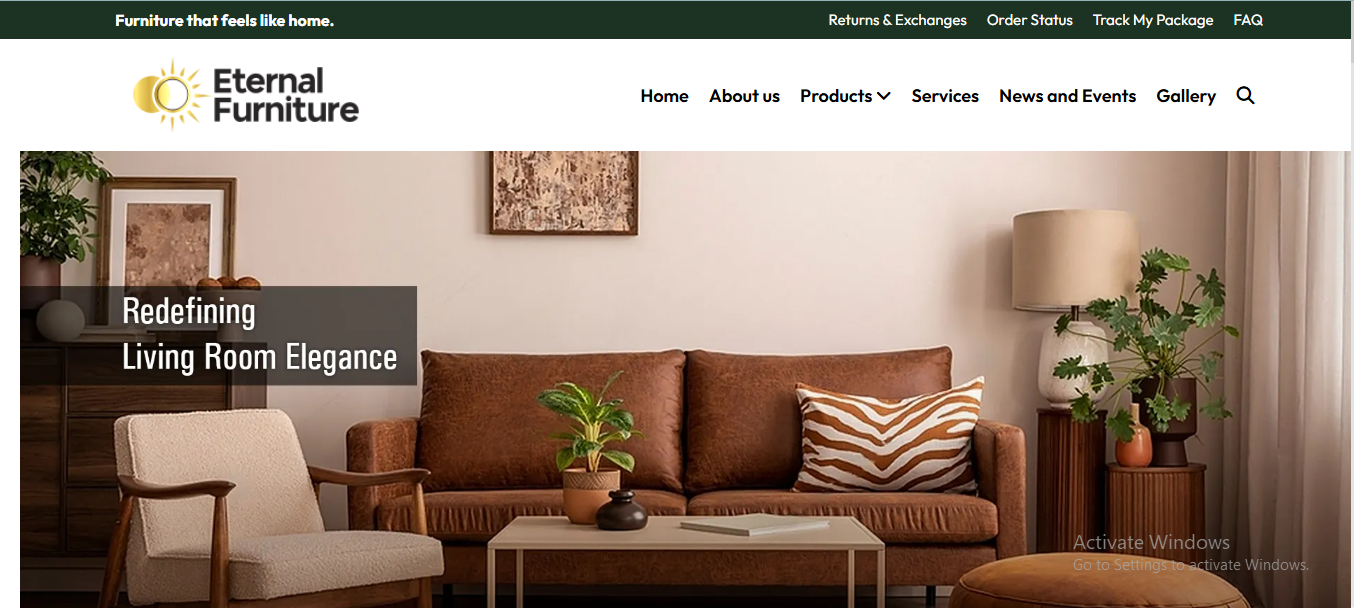 Furniture that feels like home.
Returns & Exchanges Order Status Track My Package FAQ
Eternal
Furniture
Home About us Products Services News and Events Gallery
Redefining
Living Room Elegance
Activate Windows
Go to Settings to activate Windows.